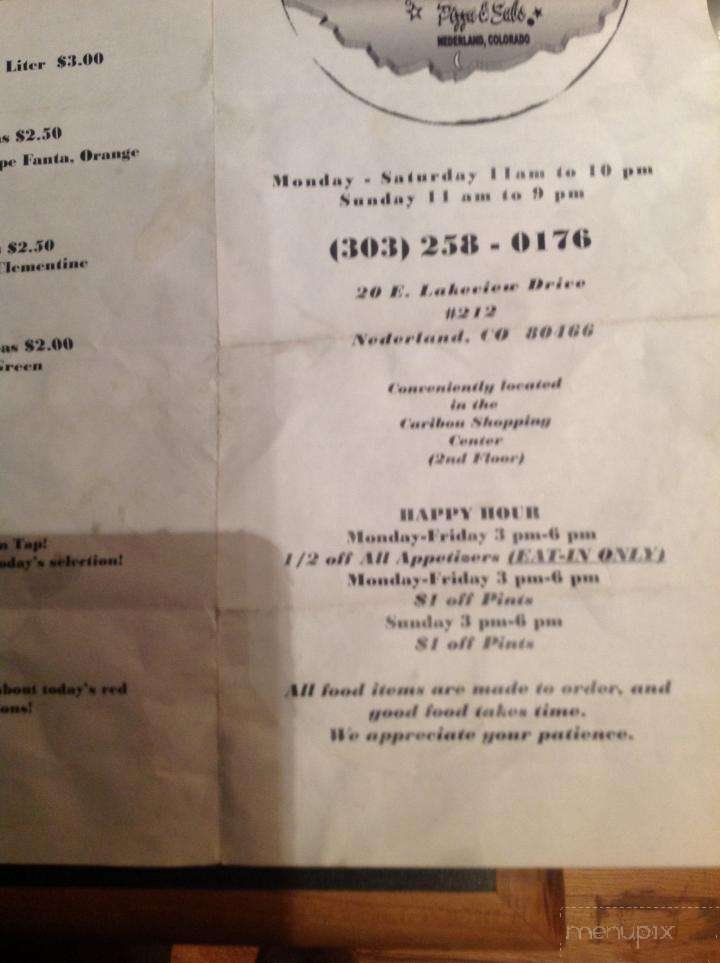 Liter $3.00
as $2.50
pe Fanta, Orange
$2.50
Clementine
as $2.00
Green
n Tap!
oday's selection!
about today's red
ons!
Pizza & Subs
NEDERLAND, COLORADO
Monday - Saturday 11am to 10 pm
Sunday 11 am to 9 pm
(303) 258 - 0176
20 E. Lakeview Drive
#212
Nederland, CO 80466
Conveniently located
in the
Caribou Shopping
Center
(2nd Floor)
HAPPY HOUR
Monday-Friday 3 pm-6 pm
1/2 off All Appetizers (EAT-IN ONLY)
Monday-Friday 3 pm-6 pm
$1 off Pints
Sunday 3 pm-6 pm
$1 off Pints
All food items are made to order, and
good food takes time.
We appreciate your patience.
menupix